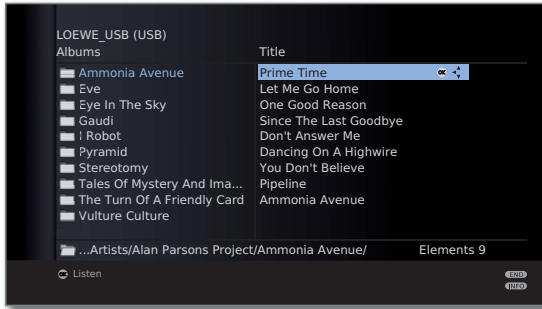 LOEWE_USB (USB)
Albums Title
Ammonia Avenue Prime Time OK
Eve Let Me Go Home
Eye In The Sky One Good Reason
Gaudi Since The Last Goodbye
I Robot Don't Answer Me
Pyramid Dancing On A Highwire
Stereotomy You Don't Believe
Tales Of Mystery And Ima... Pipeline
The Turn Of A Friendly Card Ammonia Avenue
Vulture Culture
...Artists/Alan Parsons Project/Ammonia Avenue/ Elements 9
OK Listen END
INFO